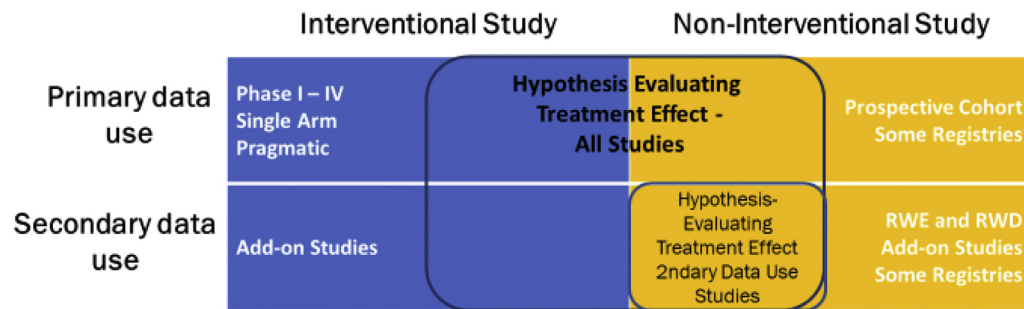 Interventional Study
Non-Interventional Study
Primary data
use
Phase I – IV
Single Arm
Pragmatic
Hypothesis Evaluating
Treatment Effect -
All Studies
Prospective Cohort
Some Registries
Secondary data
use
Add-on Studies
Hypothesis-
Evaluating
Treatment Effect
2ndary Data Use
Studies
RWE and RWD
Add-on Studies
Some Registries